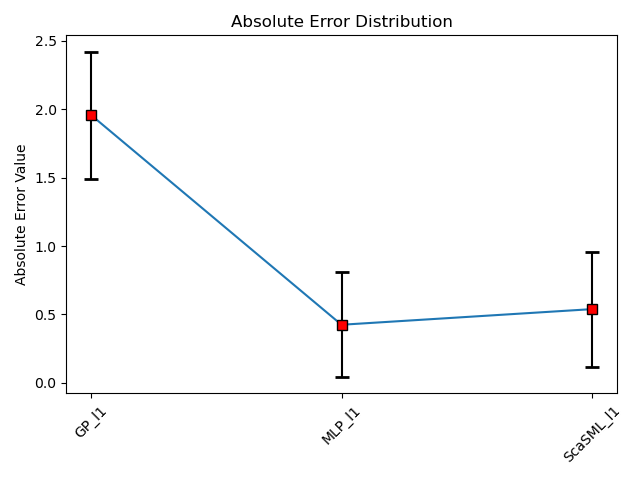 Absolute Error Distribution
Absolute Error Value
2.5
2.0
1.5
1.0
0.5
0.0
GP_l1
MLP_l1
ScaSML_l1